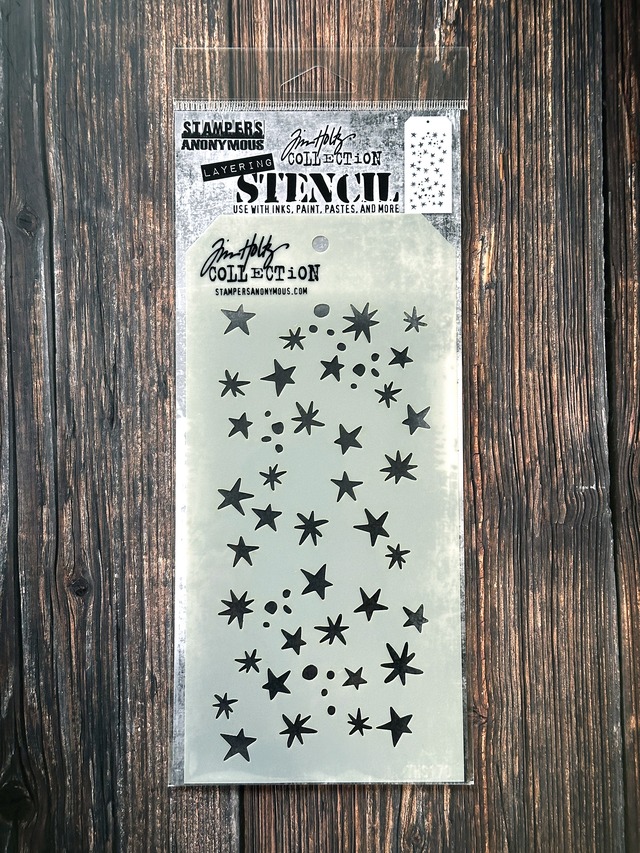 STAMPERS
ANONYMOUS
Tim Holtz
COLLECTION
LAYERING
STENCIL
USE WITH INKS, PAINT, PASTES, AND MORE
Tim Holtz
COLLECTION
STAMPERSANONYMOUS.COM